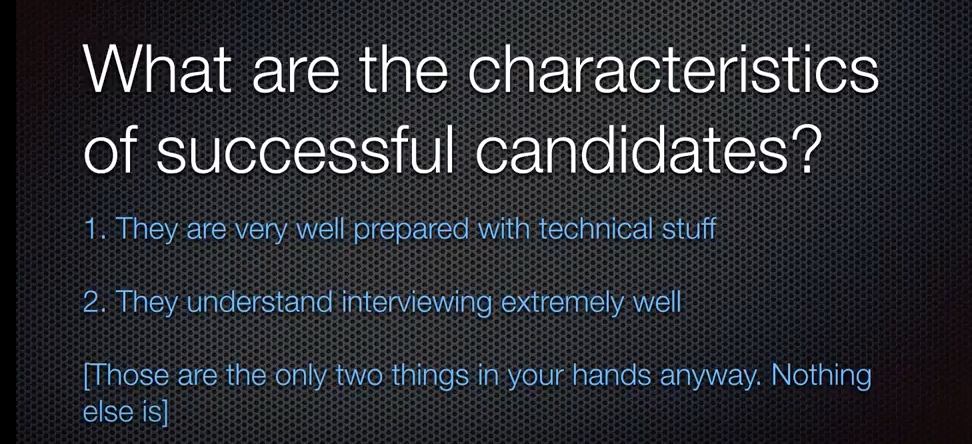 What are the characteristics
of successful candidates?
1. They are very well prepared with technical stuff
2. They understand interviewing extremely well
[Those are the only two things in your hands anyway. Nothing
else is]